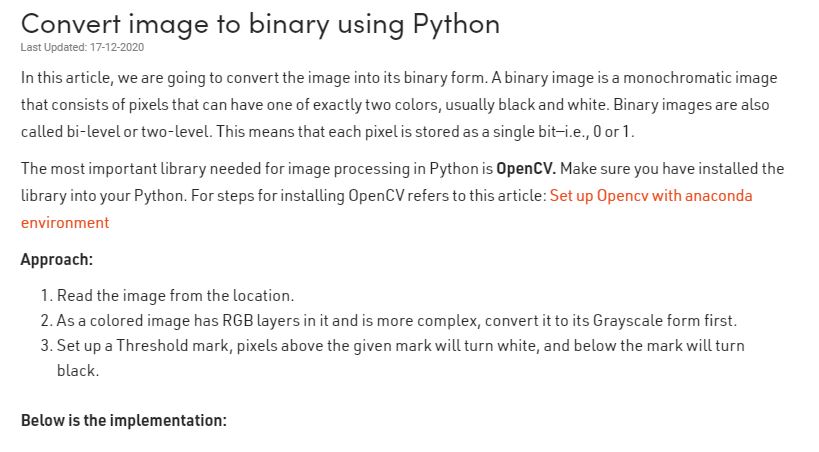 Convert image to binary using Python
Last Updated: 17-12-2020
In this article, we are going to convert the image into its binary form. A binary image is a monochromatic image
that consists of pixels that can have one of exactly two colors, usually black and white. Binary images are also
called bi-level or two-level. This means that each pixel is stored as a single bit—i.e., 0 or 1.
The most important library needed for image processing in Python is OpenCV. Make sure you have installed the
library into your Python. For steps for installing OpenCV refers to this article: Set up Opencv with anaconda
environment
Approach:
1. Read the image from the location.
2. As a colored image has RGB layers in it and is more complex, convert it to its Grayscale form first.
3. Set up a Threshold mark, pixels above the given mark will turn white, and below the mark will turn
black.
Below is the implementation: